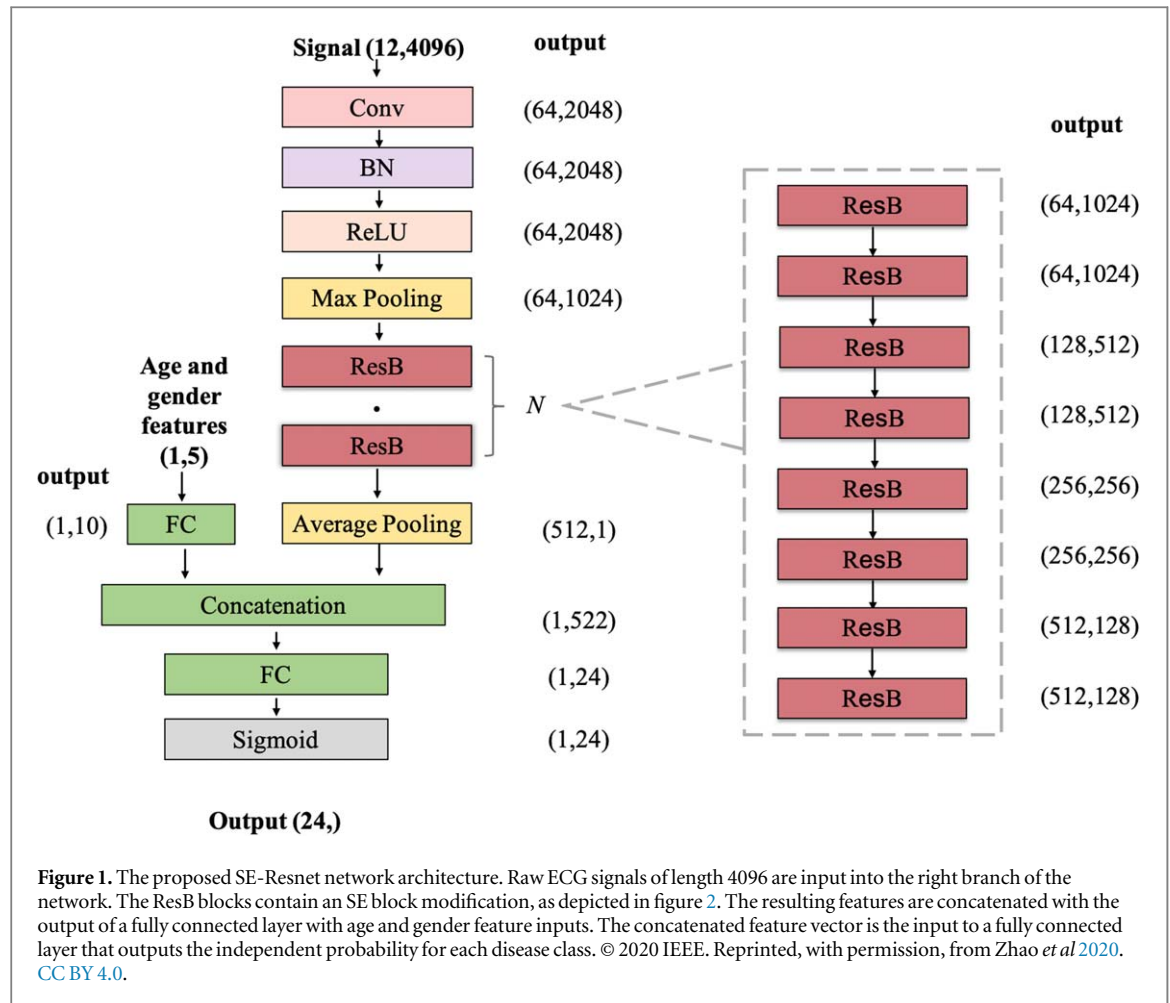 Signal (12,4096)
output
Conv
(64,2048)
BN
(64,2048)
ReLU
(64,2048)
Max Pooling
(64,1024)
ResB
.
ResB
N
Age and
gender
features
(1,5)
output
(1,10)
FC
Average Pooling
(512,1)
Concatenation
(1,522)
FC
(1,24)
Sigmoid
(1,24)
Output (24,)
output
ResB
(64,1024)
ResB
(64,1024)
ResB
(128,512)
ResB
(128,512)
ResB
(256,256)
ResB
(256,256)
ResB
(512,128)
ResB
(512,128)
Figure 1. The proposed SE-Resnet network architecture. Raw ECG signals of length 4096 are input into the right branch of the
network. The ResB blocks contain an SE block modification, as depicted in figure 2. The resulting features are concatenated with the
output of a fully connected layer with age and gender feature inputs. The concatenated feature vector is the input to a fully connected
layer that outputs the independent probability for each disease class. © 2020 IEEE. Reprinted, with permission, from Zhao et al 2020.
CC BY 4.0.